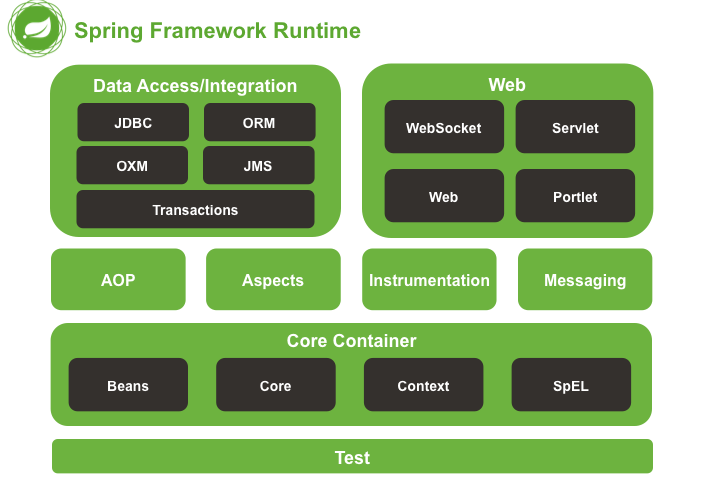 Spring Framework Runtime
Data Access/Integration
JDBC
ORM
OXM
JMS
Transactions
Web
WebSocket
Servlet
Web
Portlet
AOP
Aspects
Instrumentation
Messaging
Core Container
Beans
Core
Context
SpEL
Test